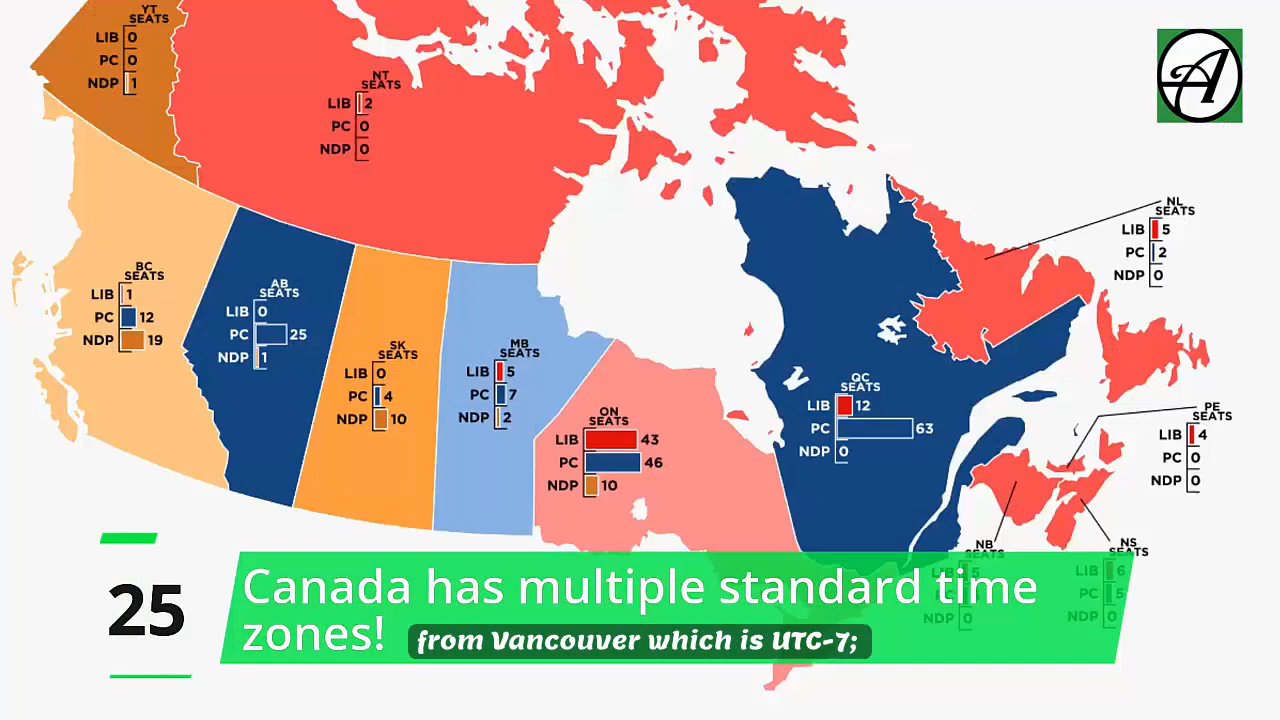 YT
SEATS
LIB 0
PC 0
NDP 1
NT
SEATS
LIB 2
PC 0
NDP 0
A
NL
SEATS
LIB 5
PC 2
NDP 0
BC
SEATS
LIB 1
PC 12
NDP 19
AB
SEATS
LIB 0
PC 25
NDP 1
SK
SEATS
LIB 0
PC 4
NDP 10
MB
SEATS
LIB 5
PC 7
NDP 2
ON
SEATS
LIB 43
PC 46
NDP 10
QC
SEATS
LIB 12
PC 63
NDP 0
PE
SEATS
LIB 4
PC 0
NDP 0
NB
SEATS
LIB 5
NDP 0
NS
SEATS
LIB 6
PC 5
NDP 0
25
Canada has multiple standard time
zones!
from Vancouver which is UTC-7;